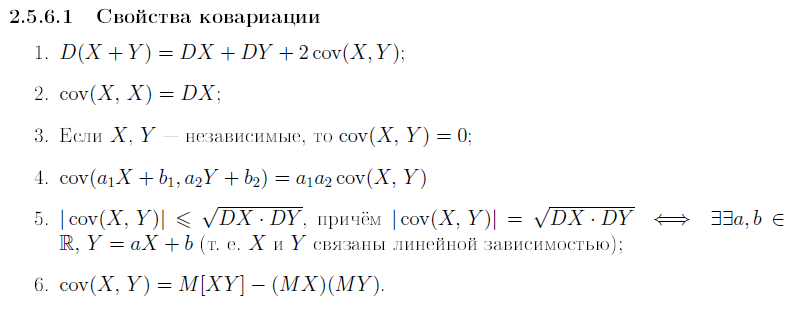 2.5.6.1 Свойства ковариации
1. D(X + Y) = DX + DY + 2 cov(X, Y);
2. cov(X, X) = DX;
3. Если X, Y — независимые, то cov(X, Y) = 0;
4. cov(a₁X + b₁, a₂Y + b₂) = a₁a₂ cov(X, Y)
5. | cov(X, Y)| ⩽ √(DX · DY), причём | cov(X, Y)| = √(DX · DY) ⟺ ∃∃a, b ∈
ℝ, Y = aX + b (т. е. X и Y связаны линейной зависимостью);
6. cov(X, Y) = M[XY] − (MX)(MY).